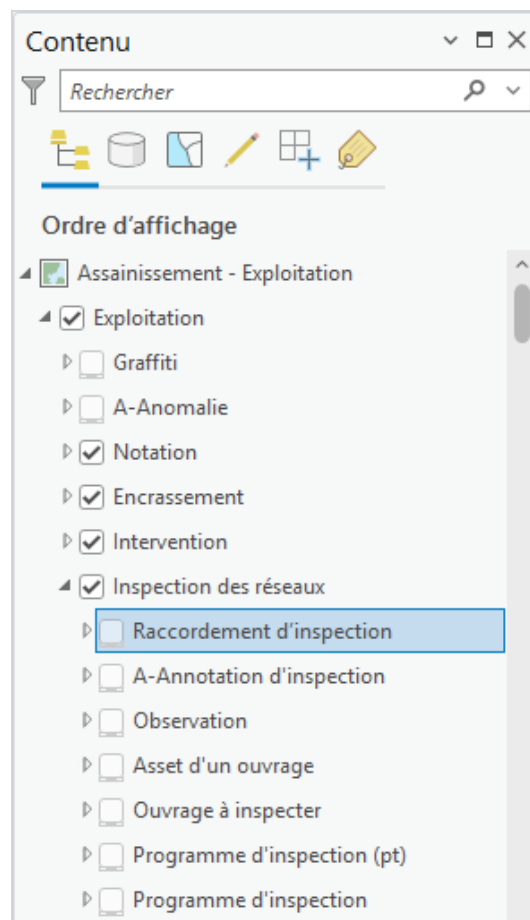 Contenu
Rechercher
Ordre d’affichage
Assainissement - Exploitation
Exploitation
Graffiti
A-Anomalie
Notation
Encrassement
Intervention
Inspection des réseaux
Raccordement d'inspection
A-Annotation d'inspection
Observation
Asset d'un ouvrage
Ouvrage à inspecter
Programme d'inspection (pt)
Programme d'inspection